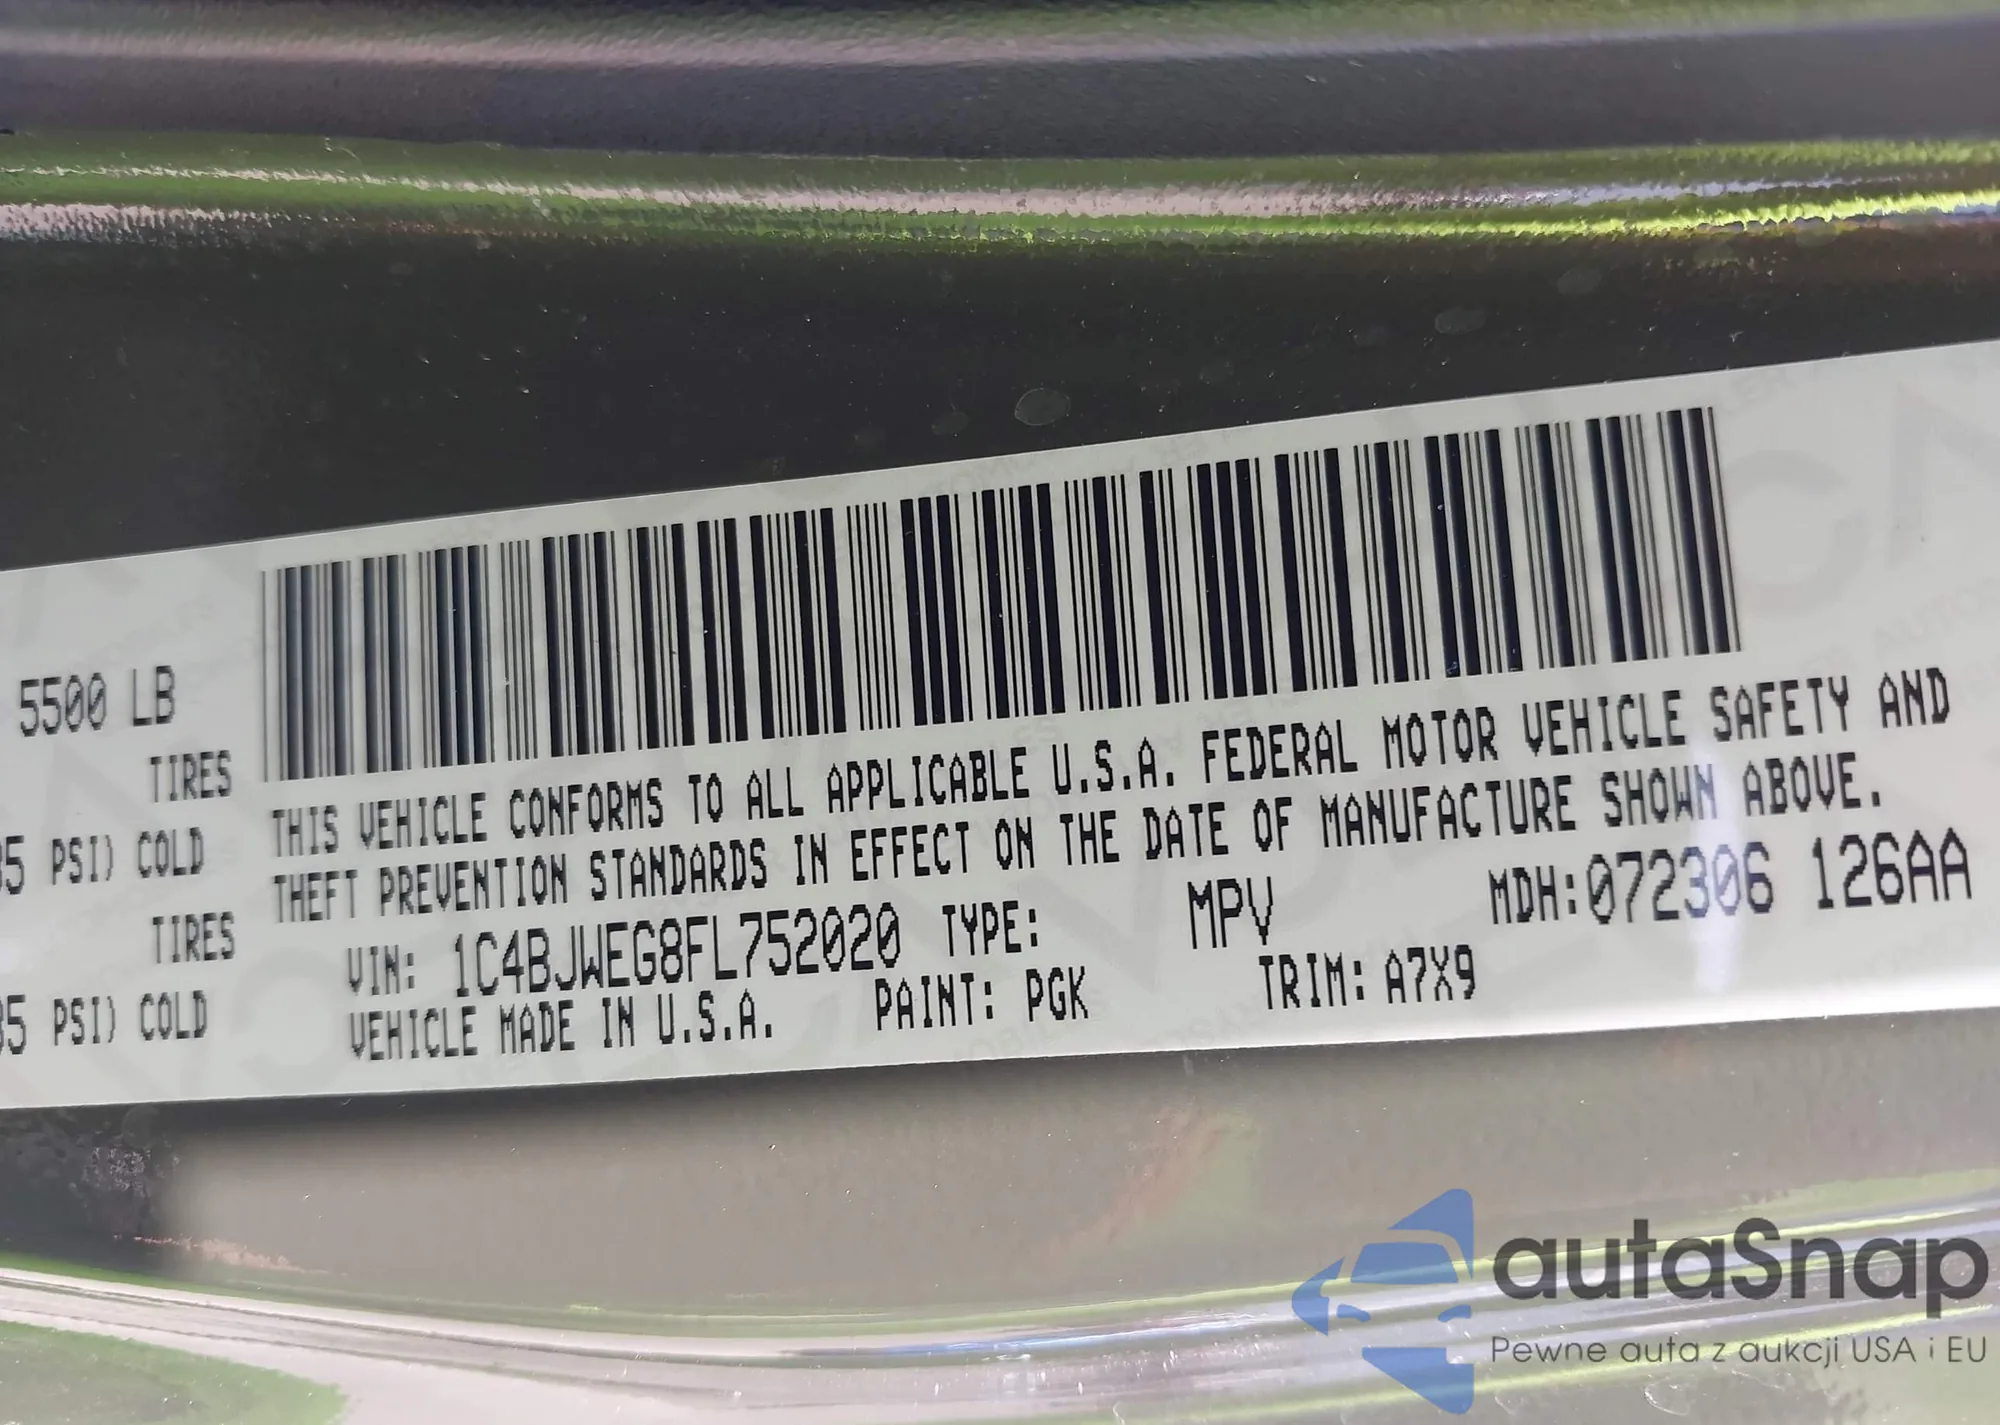 5500 LB
TIRES
35 PSI) COLD
TIRES
35 PSI) COLD
THIS VEHICLE CONFORMS TO ALL APPLICABLE U.S.A. FEDERAL MOTOR VEHICLE SAFETY AND
THEFT PREVENTION STANDARDS IN EFFECT ON THE DATE OF MANUFACTURE SHOWN ABOVE.
VIN: 1C4BJWEG8FL752020 TYPE: MPV MDH:072306 126AA
VEHICLE MADE IN U.S.A. PAINT: PGK TRIM: A7X9
autaSnap
Pewne auta z aukcji USA i EU